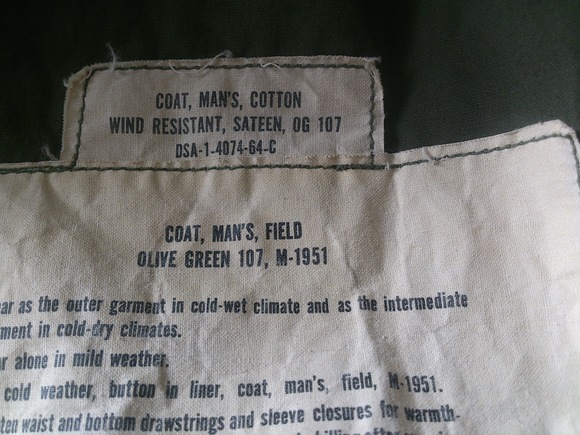 COAT, MAN'S, COTTON
WIND RESISTANT, SATEEN, OG 107
DSA-1-4074-64-C
COAT, MAN'S, FIELD
OLIVE GREEN 107, M-1951
as the outer garment in cold-wet climate and as the intermediate
in cold-dry climates.
alone in mild weather.
cold weather, button in liner, coat, man's, field, M-1951.
waist and bottom drawstrings and sleeve closures for warmth-